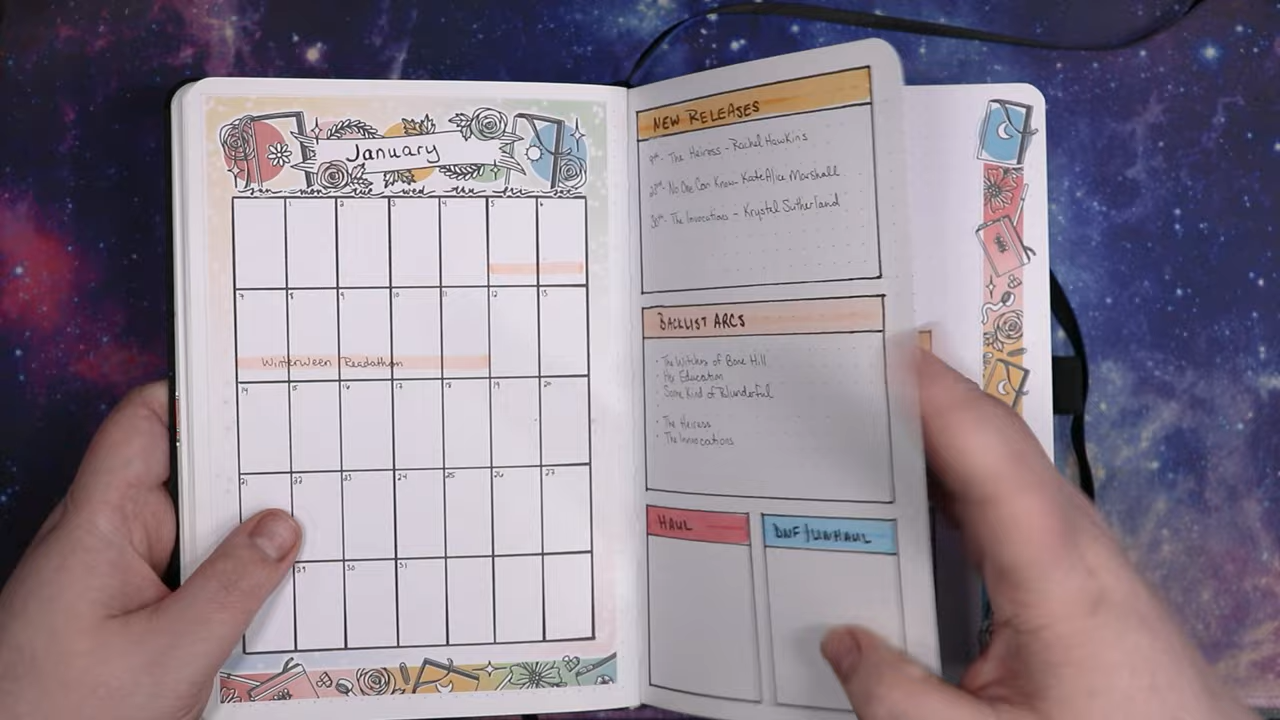 January
sun mon tue wed thu fri sat
1 2 3 4 5 6
7 8 9 10 11 12 13
WinterWeen Readathon
14 15 16 17 18 19 20
21 22 23 24 25 26 27
29 30 31
NEW RELEASES
9th - The Heiress - Rachel Hawkins
23rd - No One Can Know - Kate Alice Marshall
30th - The Invocations - Krystal Sutherland
BACKLIST ARCS
• The Witches of Bone Hill
• Her Education
• Some Kind of Wunderful
•
• The Heiress
• The Invocations
HAUL
DNF/UNHAUL